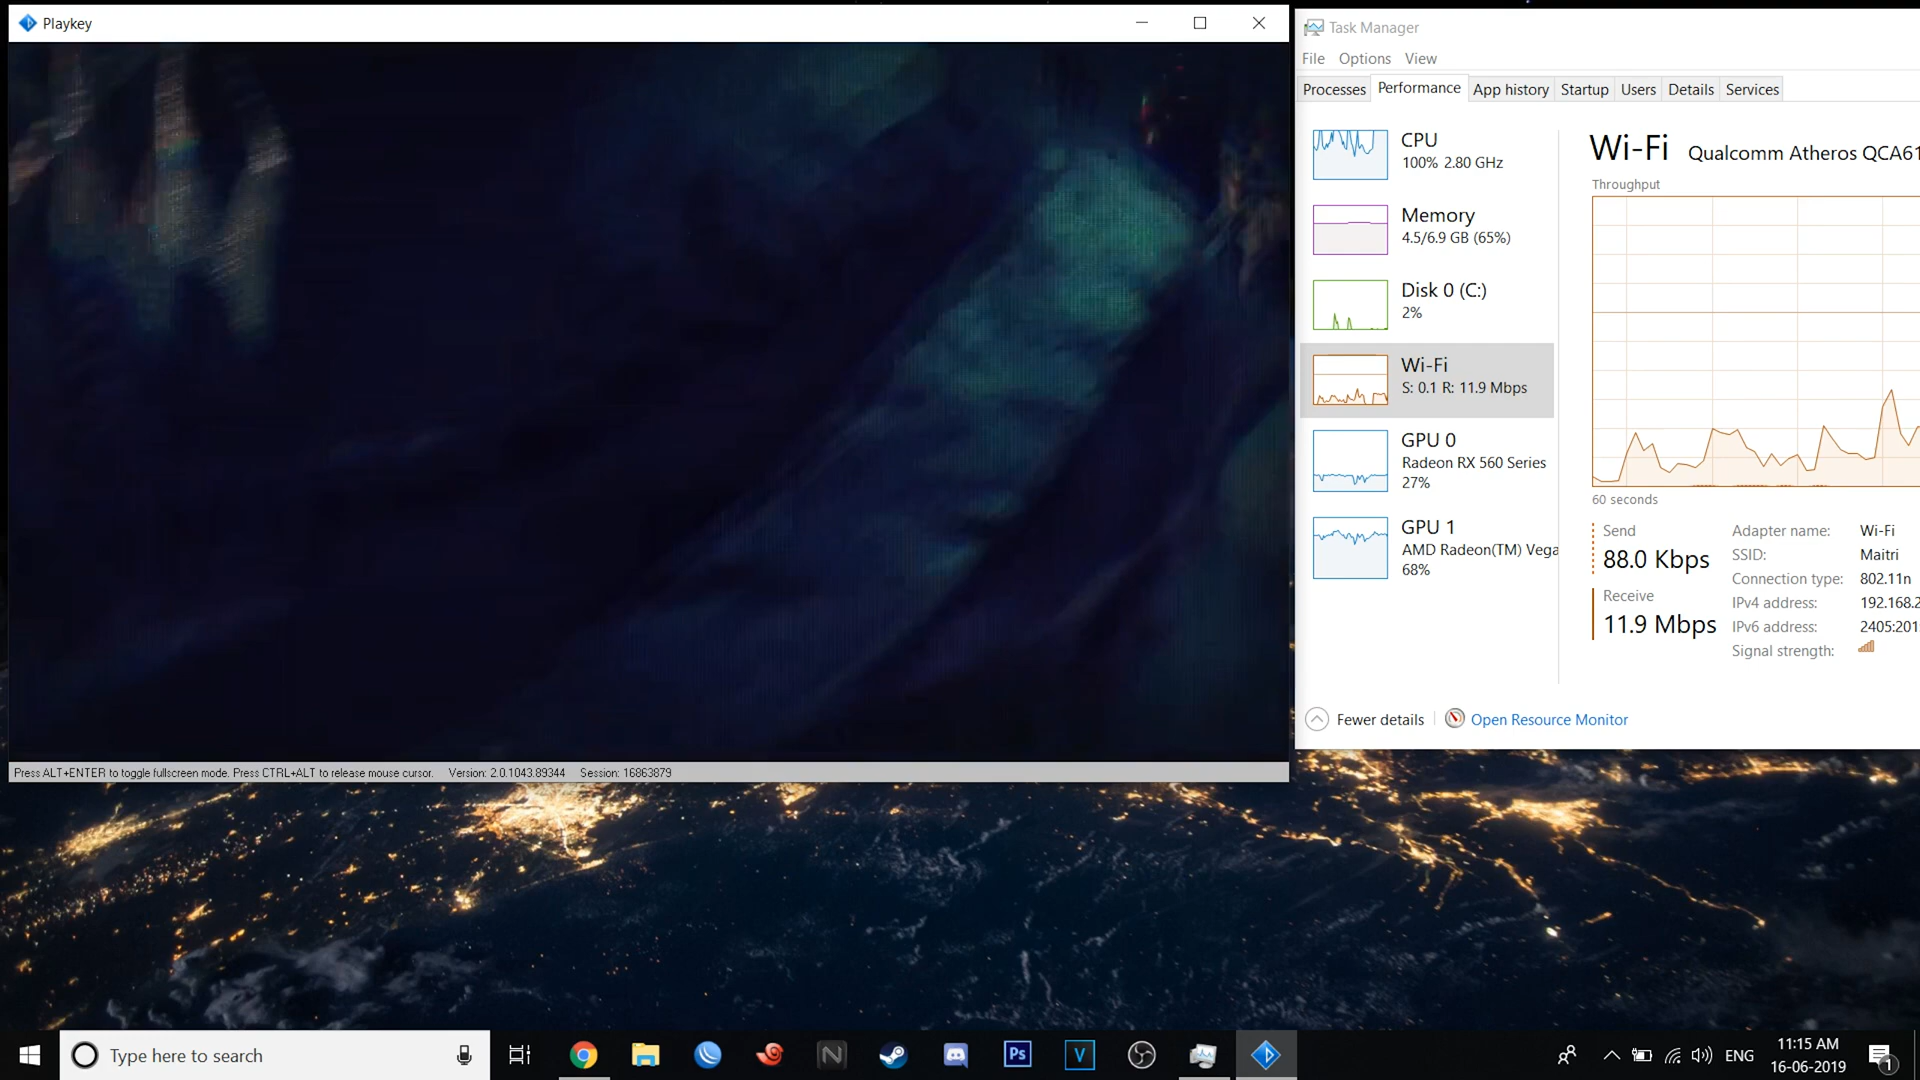 Playkey
Press ALT+ENTER to toggle fullscreen mode. Press CTRL+ALT to release mouse cursor. Version: 2.0.1043.89344 Session: 16863879
Task Manager
File Options View
Processes Performance App history Startup Users Details Services
CPU
100% 2.80 GHz
Memory
4.5/6.9 GB (65%)
Disk 0 (C:)
2%
Wi-Fi
S: 0.1 R: 11.9 Mbps
GPU 0
Radeon RX 560 Series
27%
GPU 1
AMD Radeon(TM) Vega
68%
Wi-Fi Qualcomm Atheros QCA61
Throughput
60 seconds
Send
88.0 Kbps
Receive
11.9 Mbps
Adapter name: Wi-Fi
SSID: Maitri
Connection type: 802.11n
IPv4 address: 192.168.2
IPv6 address: 2405:201
Signal strength:
Fewer details Open Resource Monitor
Type here to search
N
Ps
V
ENG
11:15 AM
16-06-2019
1